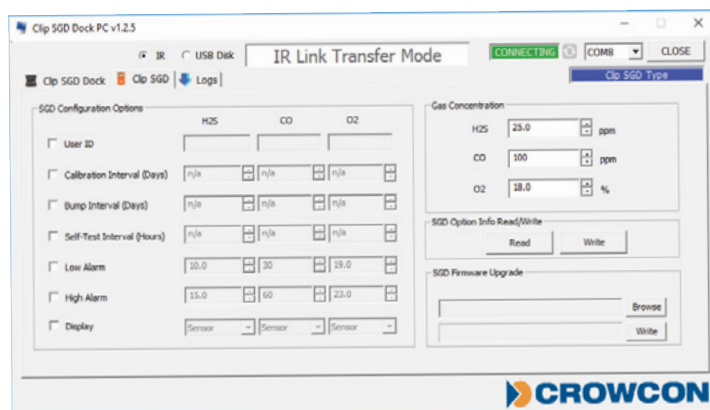 Clip SGD Dock PC v1.2.5
IR USB Disk IR Link Transfer Mode CONNECTING COM8 CLOSE
Clip SGD Dock Clip SGD Logs Clip SGD Type
SGD Configuration Options
H2S CO O2
User ID
Calibration Interval (Days) n/a n/a n/a
Bump Interval (Days) n/a n/a n/a
Self-Test Interval (Hours) n/a n/a n/a
Low Alarm 10.0 30 19.0
High Alarm 15.0 60 23.0
Display Sensor Sensor Sensor
Gas Concentration
H2S 25.0 ppm
CO 100 ppm
O2 18.0 %
SGD Option Info Read/Write
Read Write
SGD Firmware Upgrade
Browse
Write
CROWCON